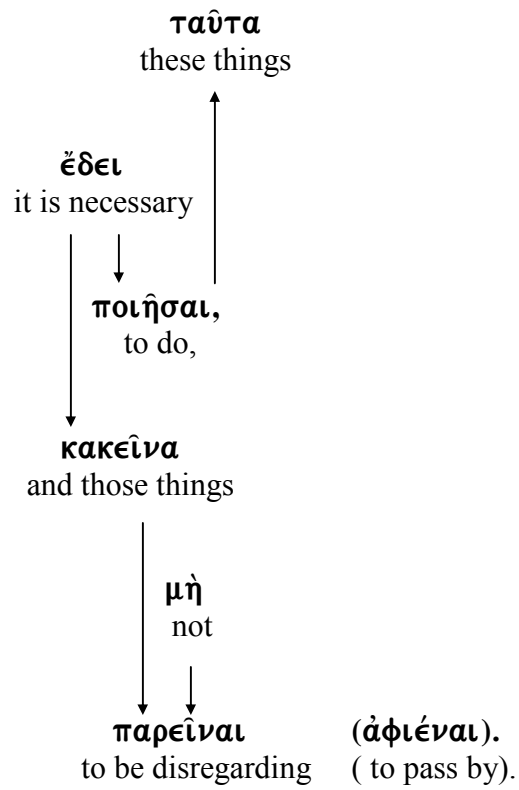 ταῦτα
these things
ἔδει
it is necessary
ποιῆσαι,
to do,
κακεῖνα
and those things
μὴ
not
παρεῖναι (ἀφιέναι).
to be disregarding ( to pass by).